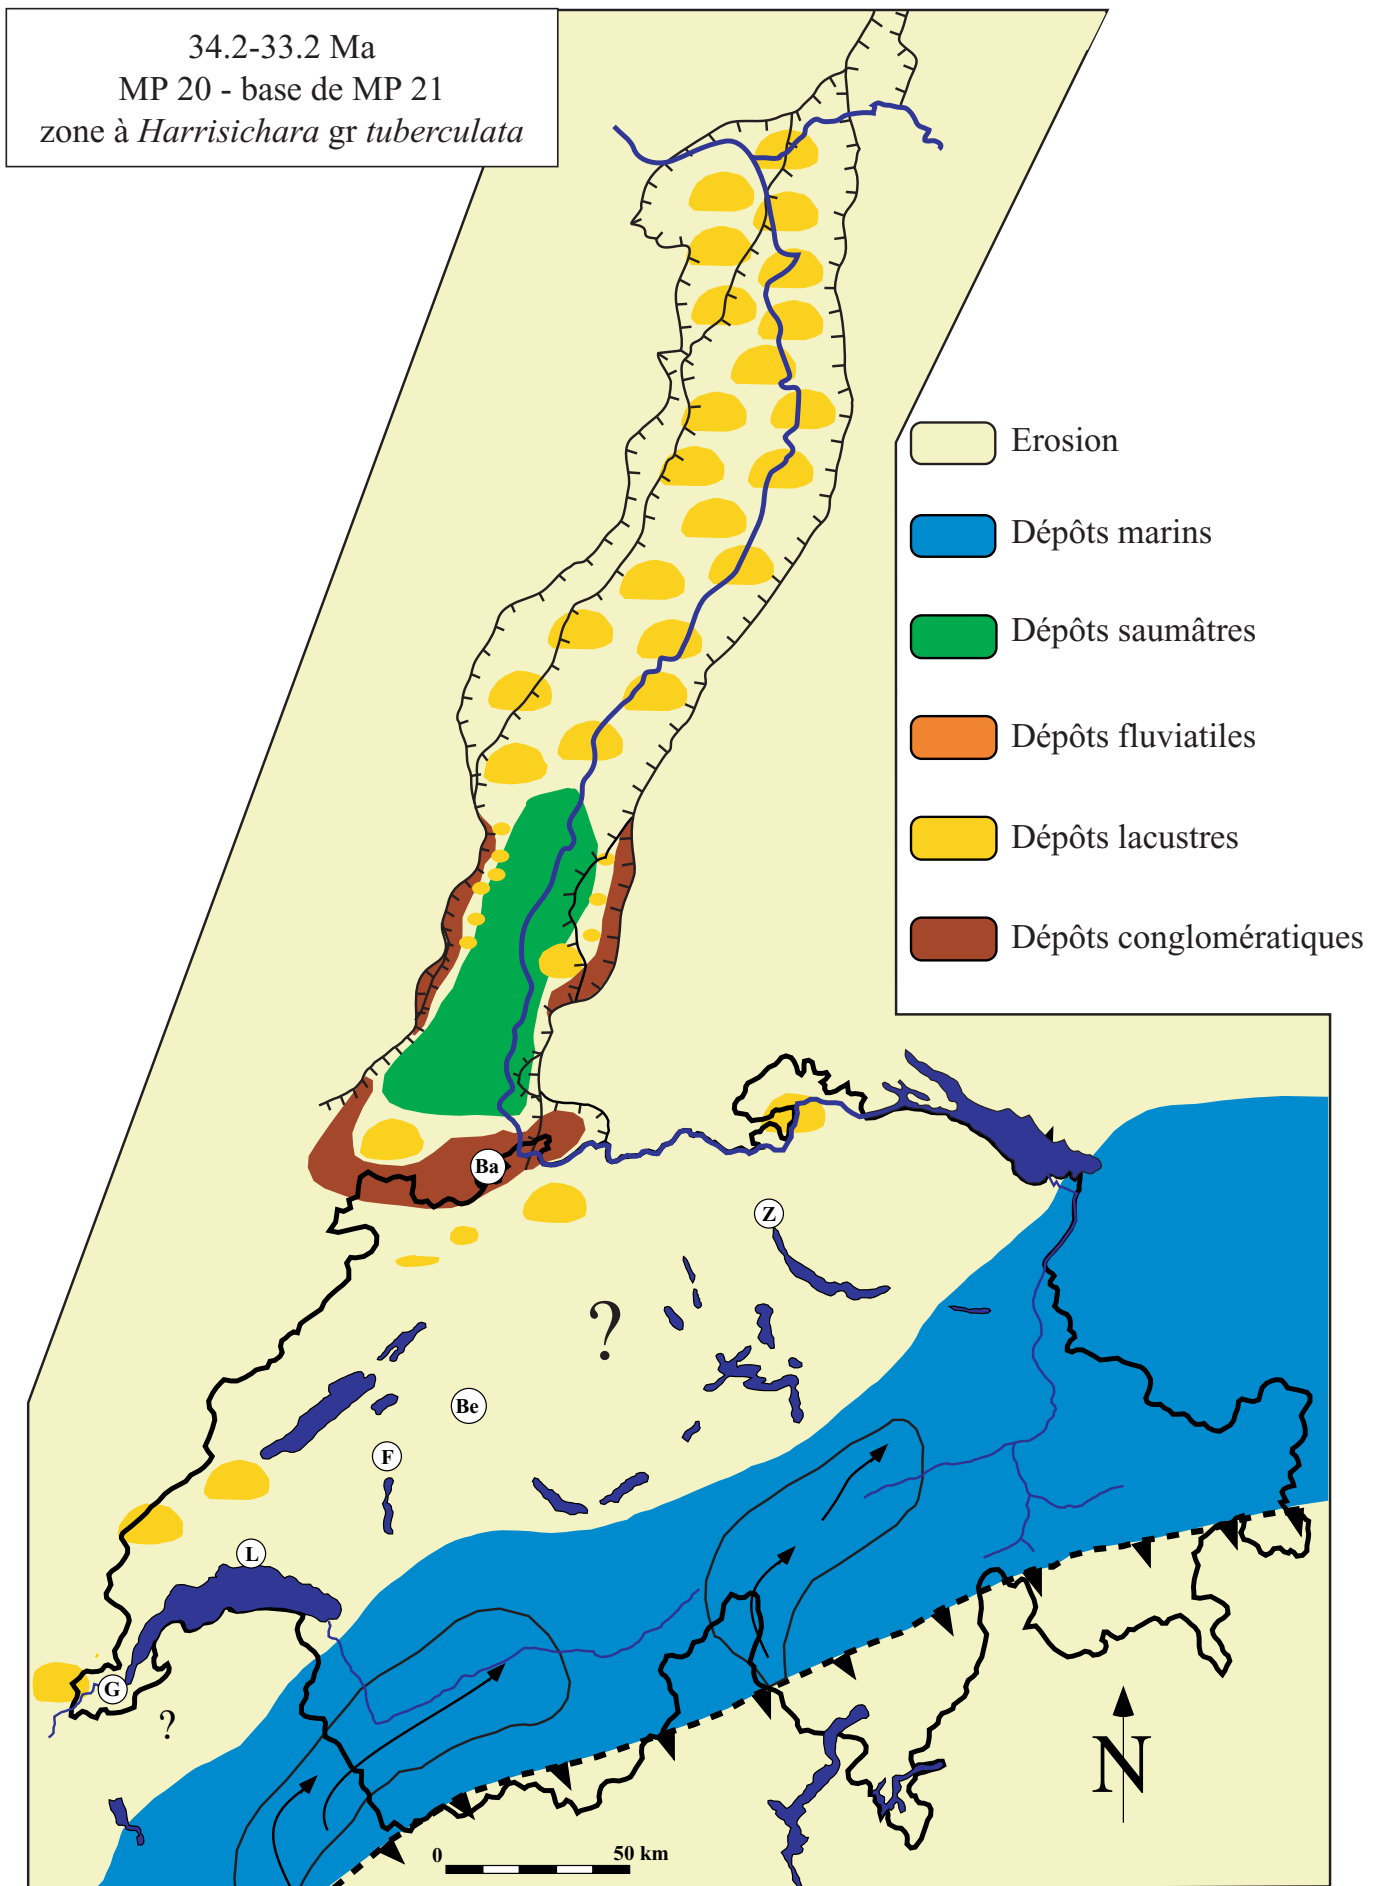 34.2-33.2 Ma
MP 20 - base de MP 21
zone à Harrisichara gr tuberculata
Erosion
Dépôts marins
Dépôts saumâtres
Dépôts fluviatiles
Dépôts lacustres
Dépôts conglomératiques
Ba
Z
?
Be
F
L
G
?
N
0 50 km